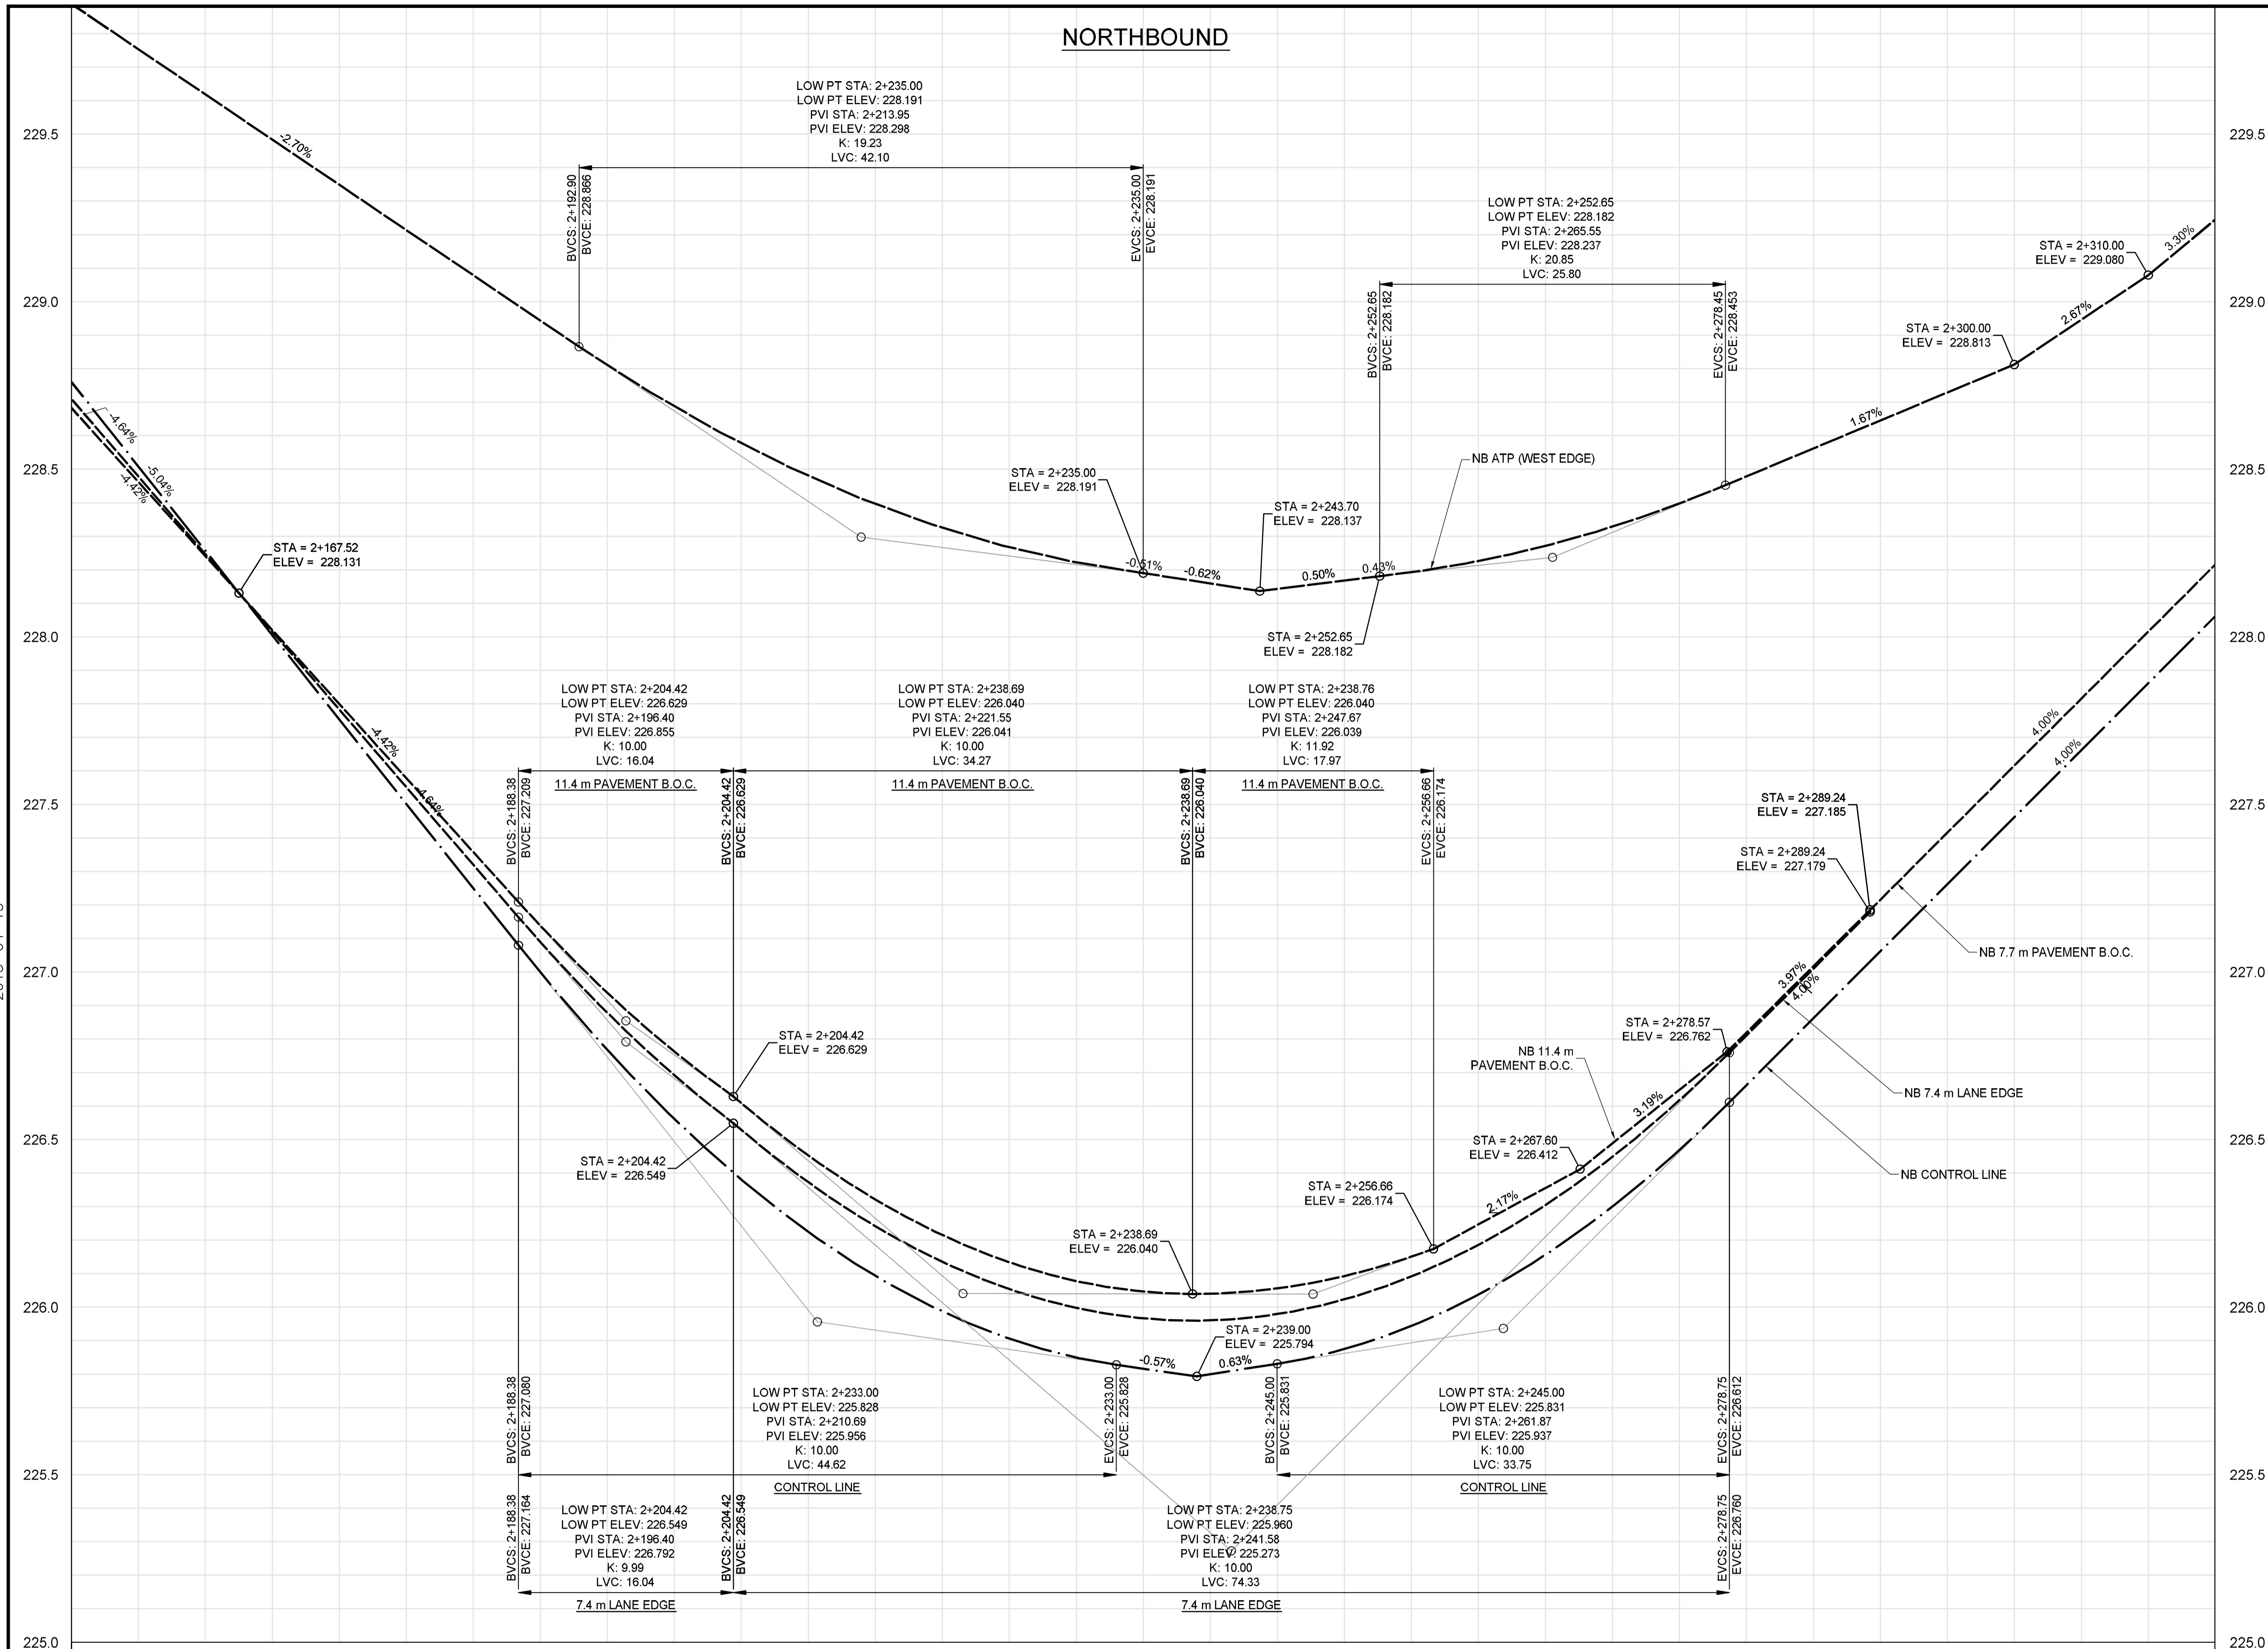 NORTHBOUND
229.5
229.0
228.5
228.0
227.5
227.0
226.5
226.0
225.5
225.0
229.5
229.0
228.5
228.0
227.5
227.0
226.5
226.0
225.5
225.0
-2.70%
LOW PT STA: 2+235.00
LOW PT ELEV: 228.191
PVI STA: 2+213.95
PVI ELEV: 228.298
K: 19.23
LVC: 42.10
BVCS: 2+192.90
BVCE: 228.866
EVCS: 2+235.00
EVCE: 228.191
LOW PT STA: 2+252.65
LOW PT ELEV: 228.182
PVI STA: 2+265.55
PVI ELEV: 228.237
K: 20.85
LVC: 25.80
BVCS: 2+252.65
BVCE: 228.182
EVCS: 2+278.45
EVCE: 228.453
STA = 2+310.00
ELEV = 229.080
3.30%
2.67%
STA = 2+300.00
ELEV = 228.813
1.67%
NB ATP (WEST EDGE)
STA = 2+235.00
ELEV = 228.191
STA = 2+243.70
ELEV = 228.137
-0.51%
-0.62%
0.50%
0.43%
STA = 2+252.65
ELEV = 228.182
-4.64%
-5.04%
-4.42%
STA = 2+167.52
ELEV = 228.131
-4.42%
-4.64%
LOW PT STA: 2+204.42
LOW PT ELEV: 226.629
PVI STA: 2+196.40
PVI ELEV: 226.855
K: 10.00
LVC: 16.04
11.4 m PAVEMENT B.O.C.
LOW PT STA: 2+238.69
LOW PT ELEV: 226.040
PVI STA: 2+221.55
PVI ELEV: 226.041
K: 10.00
LVC: 34.27
11.4 m PAVEMENT B.O.C.
LOW PT STA: 2+238.76
LOW PT ELEV: 226.040
PVI STA: 2+247.67
PVI ELEV: 226.039
K: 11.92
LVC: 17.97
11.4 m PAVEMENT B.O.C.
BVCS: 2+188.38
BVCE: 227.209
BVCS: 2+204.42
BVCE: 226.629
BVCS: 2+238.69
BVCE: 226.040
EVCS: 2+256.66
EVCE: 226.174
4.00%
4.00%
STA = 2+289.24
ELEV = 227.185
STA = 2+289.24
ELEV = 227.179
NB 7.7 m PAVEMENT B.O.C.
3.97%
4.00%
STA = 2+278.57
ELEV = 226.762
NB 11.4 m
PAVEMENT B.O.C.
NB 7.4 m LANE EDGE
3.19%
STA = 2+267.60
ELEV = 226.412
NB CONTROL LINE
STA = 2+204.42
ELEV = 226.629
STA = 2+204.42
ELEV = 226.549
STA = 2+256.66
ELEV = 226.174
2.17%
STA = 2+238.69
ELEV = 226.040
STA = 2+239.00
ELEV = 225.794
-0.57%
0.63%
BVCS: 2+188.38
BVCE: 227.080
LOW PT STA: 2+233.00
LOW PT ELEV: 225.828
PVI STA: 2+210.69
PVI ELEV: 225.956
K: 10.00
LVC: 44.62
CONTROL LINE
EVCS: 2+233.00
EVCE: 225.828
BVCS: 2+245.00
BVCE: 225.831
LOW PT STA: 2+245.00
LOW PT ELEV: 225.831
PVI STA: 2+261.87
PVI ELEV: 225.937
K: 10.00
LVC: 33.75
CONTROL LINE
EVCS: 2+278.75
EVCE: 226.612
BVCS: 2+188.38
BVCE: 227.164
LOW PT STA: 2+204.42
LOW PT ELEV: 226.549
PVI STA: 2+196.40
PVI ELEV: 226.792
K: 9.99
LVC: 16.04
7.4 m LANE EDGE
BVCS: 2+204.42
BVCE: 226.549
LOW PT STA: 2+238.75
LOW PT ELEV: 225.960
PVI STA: 2+241.58
PVI ELEV: 225.273
K: 10.00
LVC: 74.33
7.4 m LANE EDGE
EVCS: 2+278.75
EVCE: 226.760